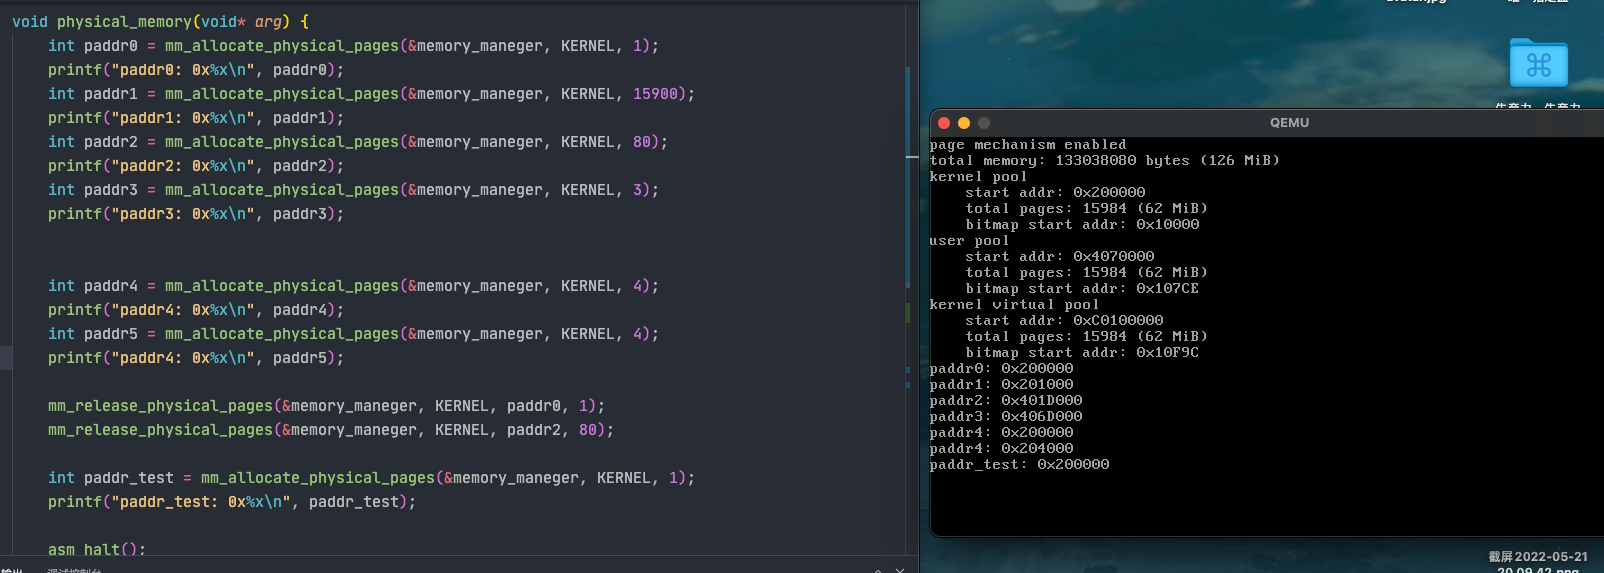 void physical_memory(void* arg) {
int paddr0 = mm_allocate_physical_pages(&memory_maneger, KERNEL, 1);
printf("paddr0: 0x%x\n", paddr0);
int paddr1 = mm_allocate_physical_pages(&memory_maneger, KERNEL, 15900);
printf("paddr1: 0x%x\n", paddr1);
int paddr2 = mm_allocate_physical_pages(&memory_maneger, KERNEL, 80);
printf("paddr2: 0x%x\n", paddr2);
int paddr3 = mm_allocate_physical_pages(&memory_maneger, KERNEL, 3);
printf("paddr3: 0x%x\n", paddr3);
int paddr4 = mm_allocate_physical_pages(&memory_maneger, KERNEL, 4);
printf("paddr4: 0x%x\n", paddr4);
int paddr5 = mm_allocate_physical_pages(&memory_maneger, KERNEL, 4);
printf("paddr4: 0x%x\n", paddr5);
mm_release_physical_pages(&memory_maneger, KERNEL, paddr0, 1);
mm_release_physical_pages(&memory_maneger, KERNEL, paddr2, 80);
int paddr_test = mm_allocate_physical_pages(&memory_maneger, KERNEL, 1);
printf("paddr_test: 0x%x\n", paddr_test);
asm_halt();
QEMU
page mechanism enabled
total memory: 133038080 bytes (126 MiB)
kernel pool
start addr: 0x200000
total pages: 15984 (62 MiB)
bitmap start addr: 0x10000
user pool
start addr: 0x4070000
total pages: 15984 (62 MiB)
bitmap start addr: 0x107CE
kernel virtual pool
start addr: 0xC0100000
total pages: 15984 (62 MiB)
bitmap start addr: 0x10F9C
paddr0: 0x200000
paddr1: 0x201000
paddr2: 0x401D000
paddr3: 0x406D000
paddr4: 0x200000
paddr4: 0x204000
paddr_test: 0x200000
截屏2022-05-21
20.09.42.png